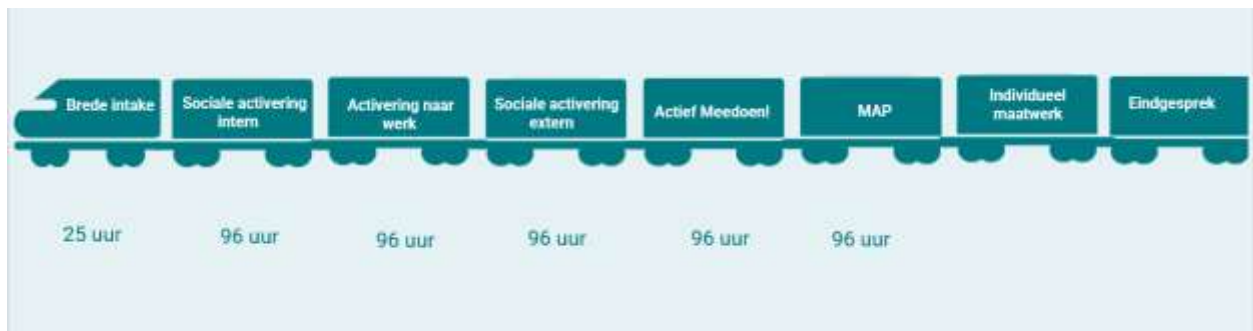 Brede intake
Sociale activering
intern
Activering naar
werk
Sociale activering
extern
Actief Meedoen!
MAP
Individueel
maatwerk
Eindgesprek
25 uur
96 uur
96 uur
96 uur
96 uur
96 uur